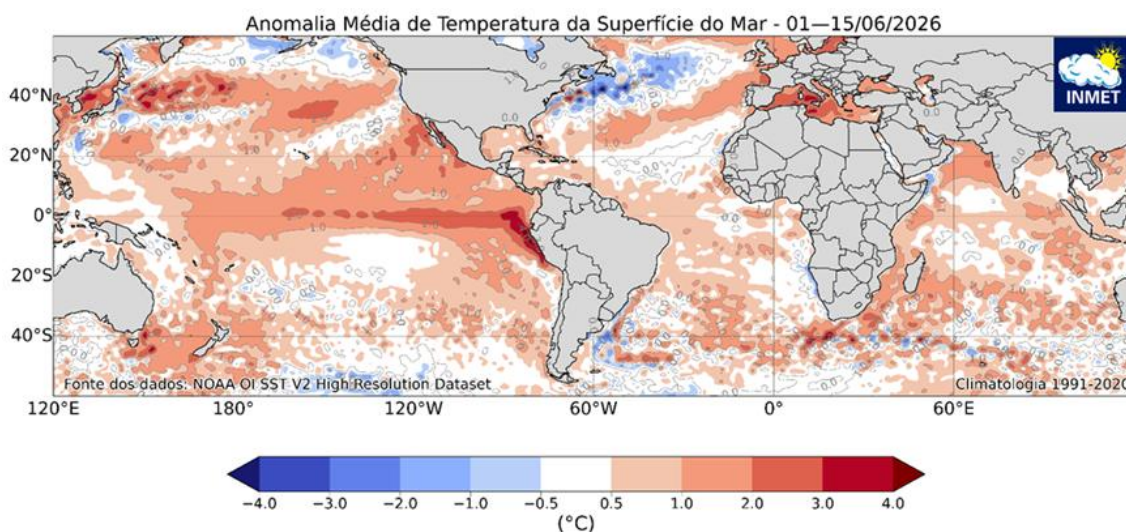 Anomalia Média de Temperatura da Superfície do Mar - 01—15/06/2026
INMET
40°N
20°N
0°
20°S
40°S
Fonte dos dados: NOAA OI SST V2 High Resolution Dataset
Climatologia 1991-2020
120°E 180° 120°W 60°W 0° 60°E
−4.0 −3.0 −2.0 −1.0 −0.5 0.5 1.0 2.0 3.0 4.0
(°C)